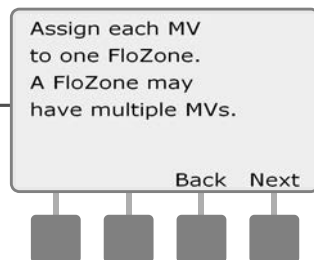 Assign each MV
to one FloZone.
A FloZone may
have multiple MVs.
Back Next